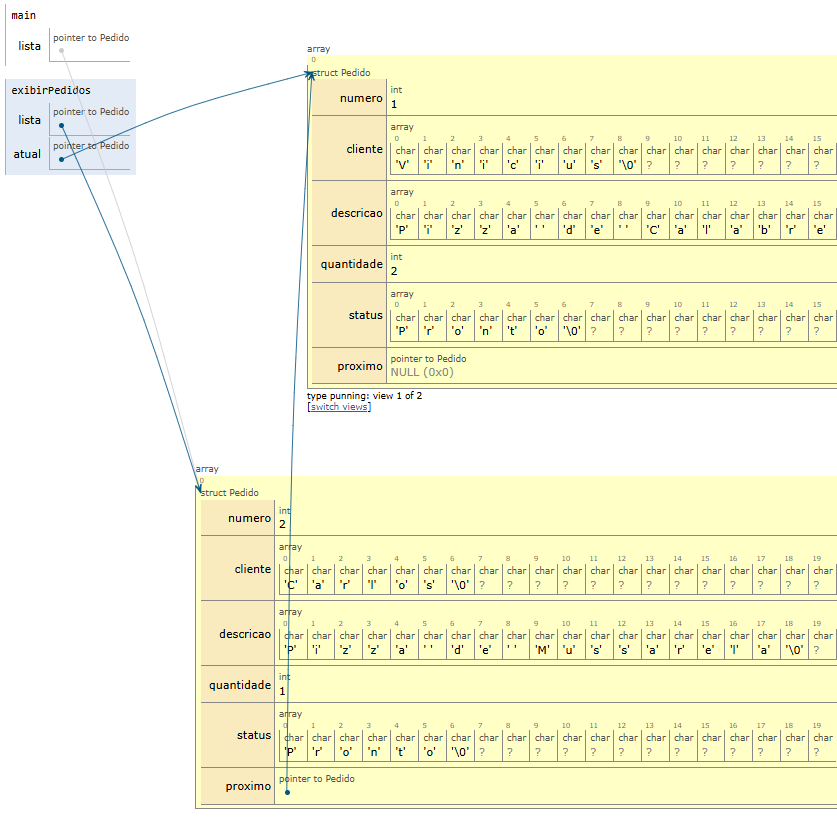 main
lista pointer to Pedido
exibirPedidos
lista pointer to Pedido
atual pointer to Pedido
array
0
struct Pedido
numero int
1
cliente array
0 1 2 3 4 5 6 7 8 9 10 11 12 13 14 15
char char char char char char char char char char char char char char char char
'V' 'i' 'n' 'i' 'c' 'i' 'u' 's' '\0' ? ? ? ? ? ? ?
descricao array
0 1 2 3 4 5 6 7 8 9 10 11 12 13 14 15
char char char char char char char char char char char char char char char char
'P' 'i' 'z' 'z' 'a' ' ' 'd' 'e' ' ' 'C' 'a' 'l' 'a' 'b' 'r' 'e'
quantidade int
2
status array
0 1 2 3 4 5 6 7 8 9 10 11 12 13 14 15
char char char char char char char char char char char char char char char char
'P' 'r' 'o' 'n' 't' 'o' '\0' ? ? ? ? ? ? ? ? ?
proximo pointer to Pedido
NULL (0x0)
type punning: view 1 of 2
[switch views]
array
0
struct Pedido
numero int
2
cliente array
0 1 2 3 4 5 6 7 8 9 10 11 12 13 14 15 16 17 18 19
char char char char char char char char char char char char char char char char char char char char
'C' 'a' 'r' 'l' 'o' 's' '\0' ? ? ? ? ? ? ? ? ? ? ? ? ?
descricao array
0 1 2 3 4 5 6 7 8 9 10 11 12 13 14 15 16 17 18 19
char char char char char char char char char char char char char char char char char char char char
'P' 'i' 'z' 'z' 'a' ' ' 'd' 'e' ' ' 'M' 'u' 's' 's' 'a' 'r' 'e' 'l' 'a' '\0' ?
quantidade int
1
status array
0 1 2 3 4 5 6 7 8 9 10 11 12 13 14 15 16 17 18 19
char char char char char char char char char char char char char char char char char char char char
'P' 'r' 'o' 'n' 't' 'o' '\0' ? ? ? ? ? ? ? ? ? ? ? ? ?
proximo pointer to Pedido